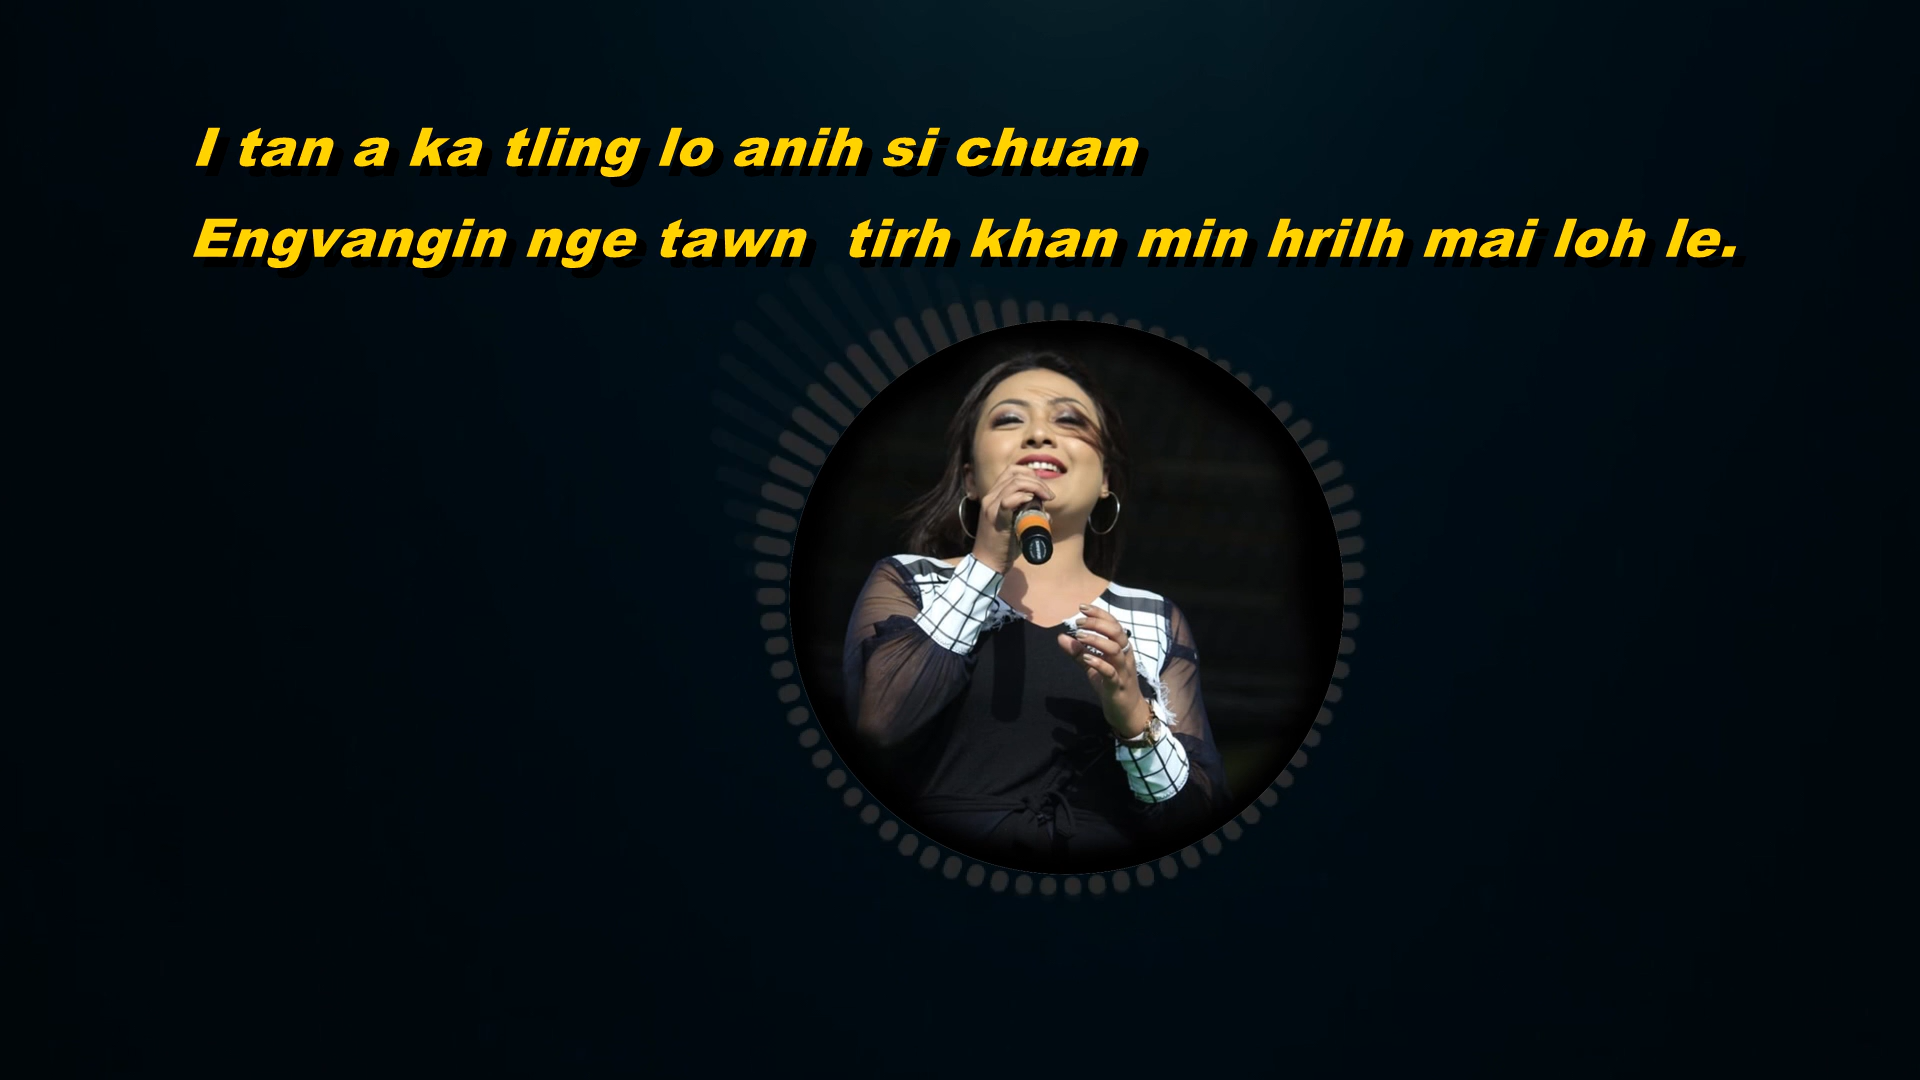 I tan a ka tling lo anih si chuan
Engvangin nge tawn  tirh khan min hrilh mai loh le.